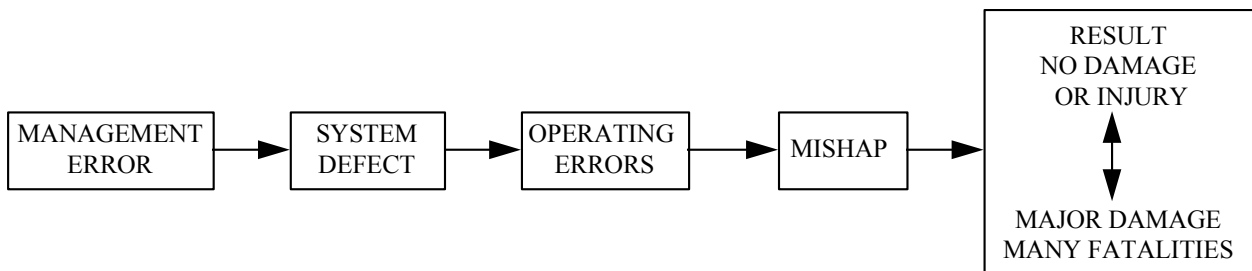 MANAGEMENT
ERROR
SYSTEM
DEFECT
OPERATING
ERRORS
MISHAP
RESULT
NO DAMAGE
OR INJURY
MAJOR DAMAGE
MANY FATALITIES